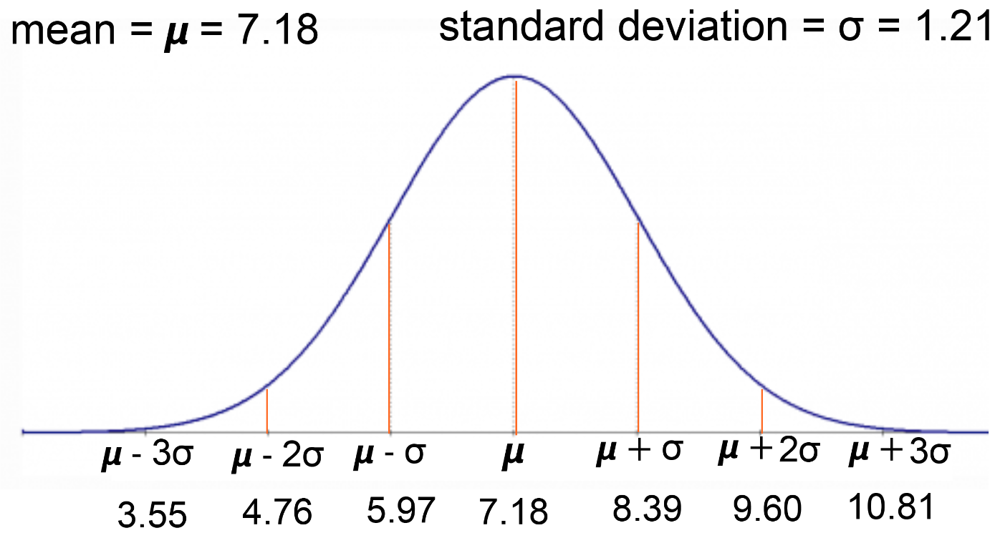 mean = μ = 7.18 standard deviation = σ = 1.21
μ - 3σ μ - 2σ μ - σ μ μ + σ μ + 2σ μ + 3σ
3.55 4.76 5.97 7.18 8.39 9.60 10.81